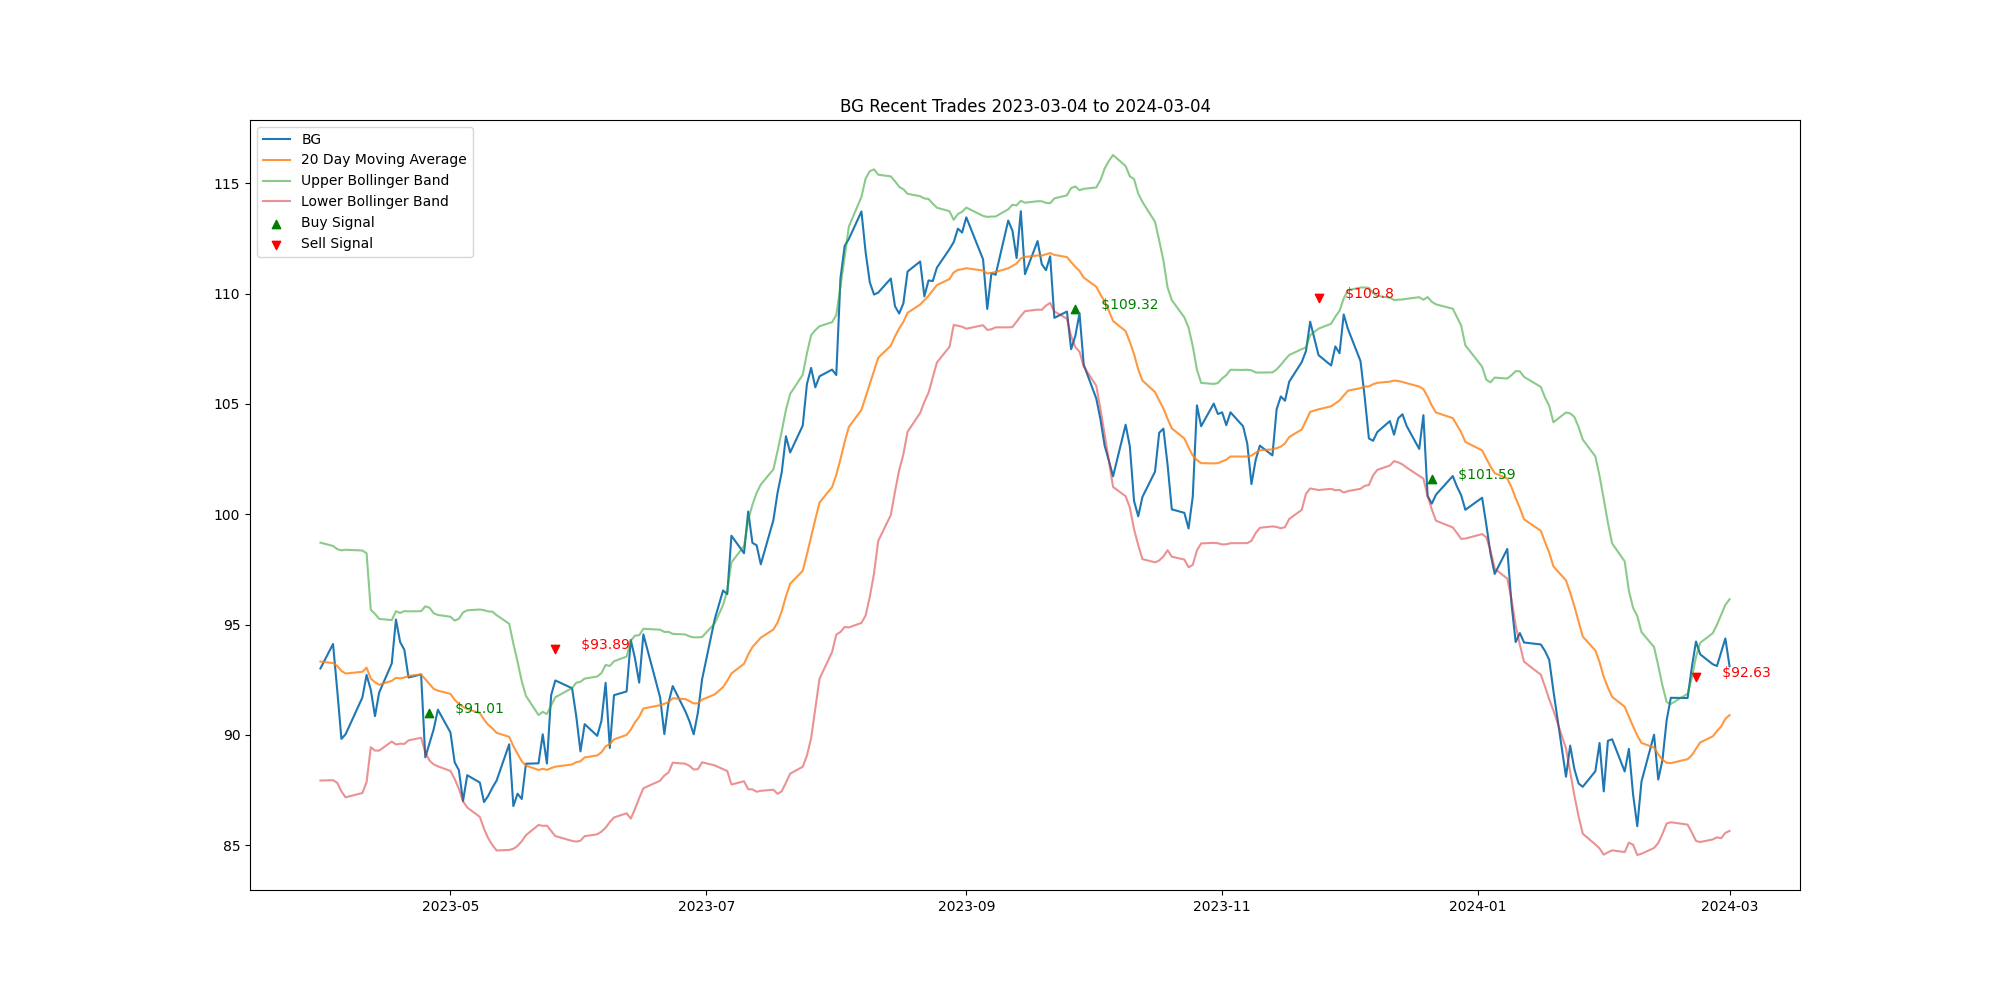 BG Recent Trades 2023-03-04 to 2024-03-04
BG
20 Day Moving Average
Upper Bollinger Band
Lower Bollinger Band
Buy Signal
Sell Signal
115
110
105
100
95
90
85
$109.32
$109.8
$101.59
$93.89
$92.63
$91.01
2023-05
2023-07
2023-09
2023-11
2024-01
2024-03